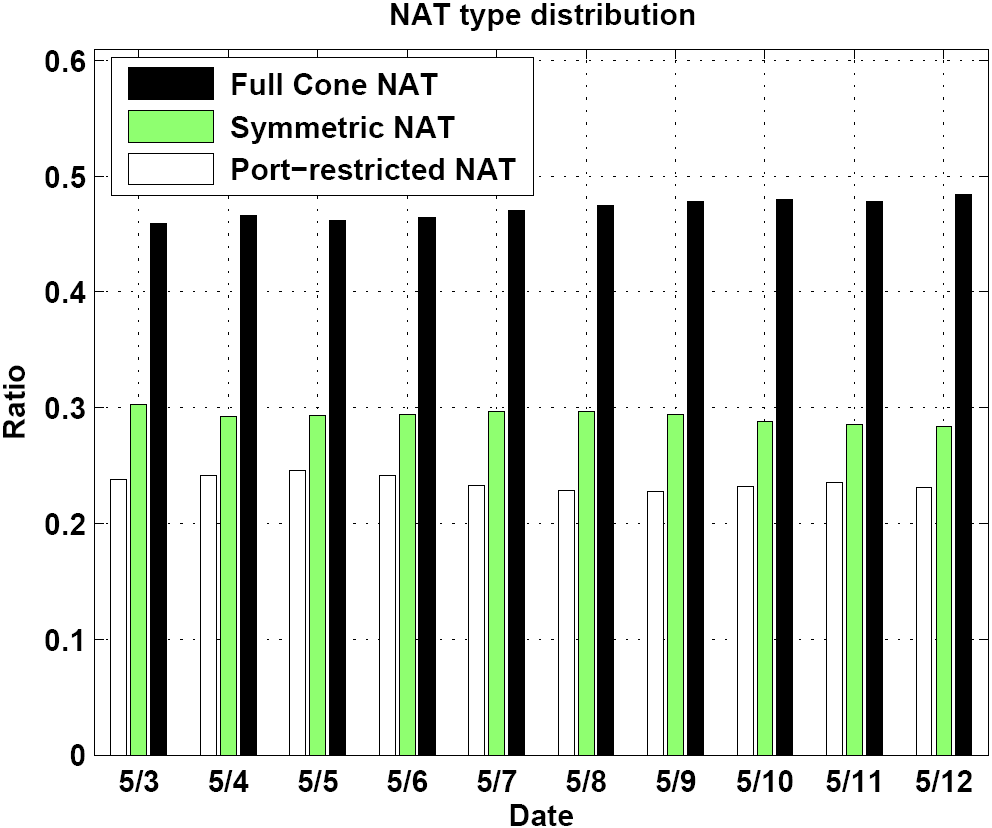 NAT type distribution
0.6
0.5
0.4
0.3
0.2
0.1
0
Ratio
Full Cone NAT
Symmetric NAT
Port−restricted NAT
5/3 5/4 5/5 5/6 5/7 5/8 5/9 5/10 5/11 5/12
Date